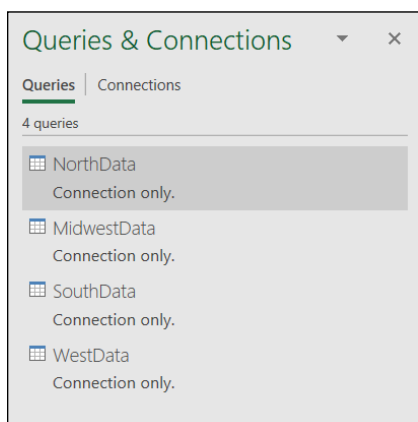 Queries & Connections
Queries | Connections
4 queries
NorthData
Connection only.
MidwestData
Connection only.
SouthData
Connection only.
WestData
Connection only.